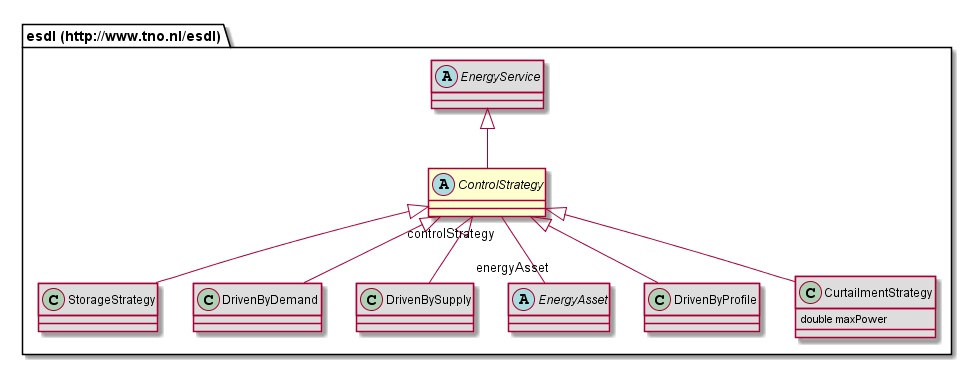 esdl (http://www.tno.nl/esdl)
A EnergyService
A ControlStrategy
controlStrategy
energyAsset
C StorageStrategy
C DrivenByDemand
C DrivenBySupply
A EnergyAsset
C DrivenByProfile
C CurtailmentStrategy
double maxPower